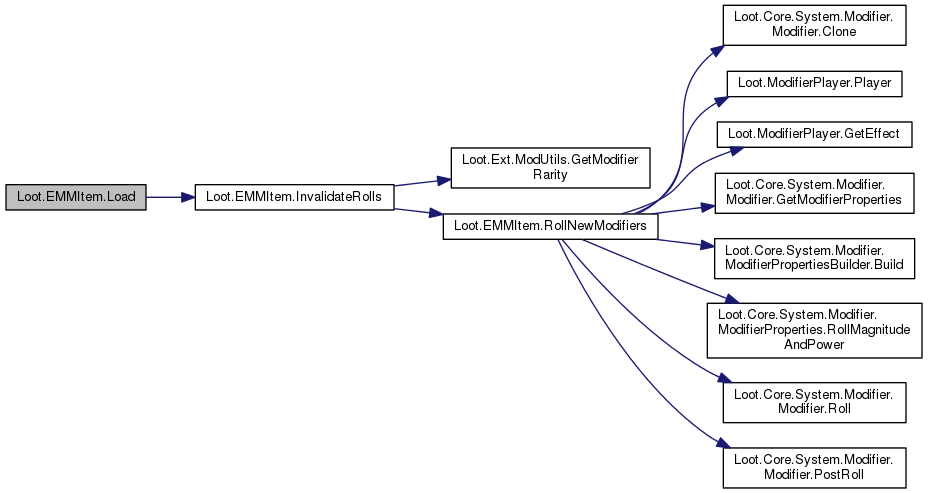 Loot.EMMItem.Load
Loot.EMMItem.InvalidateRolls
Loot.Ext.ModUtils.GetModifier
Rarity
Loot.EMMItem.RollNewModifiers
Loot.Core.System.Modifier.
Modifier.Clone
Loot.ModifierPlayer.Player
Loot.ModifierPlayer.GetEffect
Loot.Core.System.Modifier.
Modifier.GetModifierProperties
Loot.Core.System.Modifier.
ModifierPropertiesBuilder.Build
Loot.Core.System.Modifier.
ModifierProperties.RollMagnitude
AndPower
Loot.Core.System.Modifier.
Modifier.Roll
Loot.Core.System.Modifier.
Modifier.PostRoll